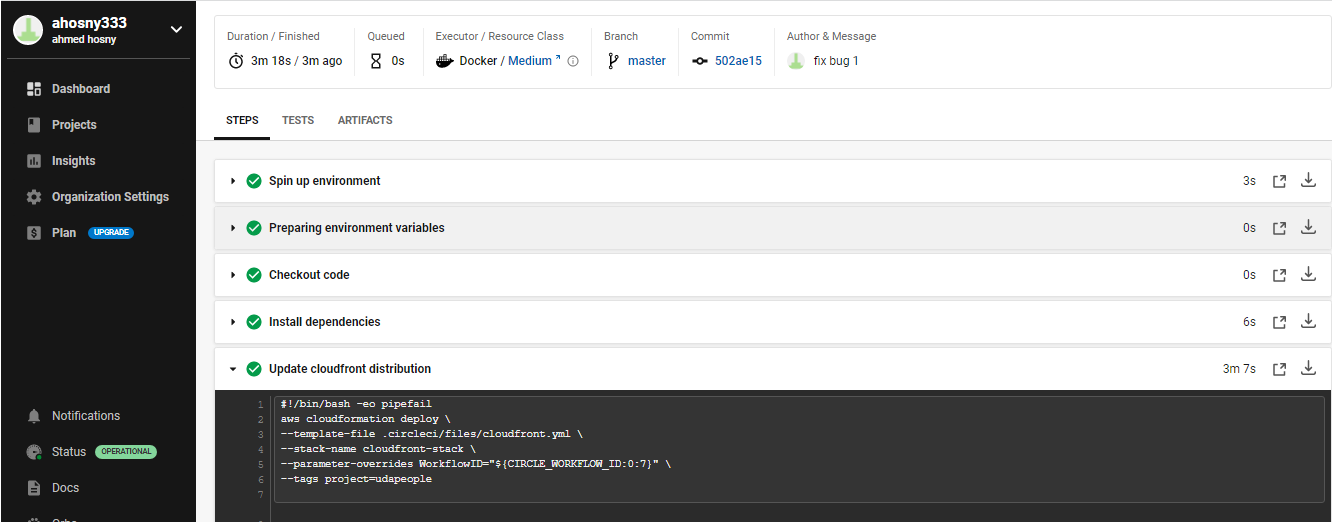 ahosny333
ahmed hosny
Dashboard
Projects
Insights
Organization Settings
Plan UPGRADE
Notifications
Status OPERATIONAL
Docs
Orbs
Duration / Finished
3m 18s / 3m ago
Queued
0s
Executor / Resource Class
Docker / Medium
Branch
master
Commit
502ae15
Author & Message
fix bug 1
STEPS TESTS ARTIFACTS
Spin up environment 3s
Preparing environment variables 0s
Checkout code 0s
Install dependencies 6s
Update cloudfront distribution 3m 7s
1 #!/bin/bash -eo pipefail
2 aws cloudformation deploy \
3 --template-file .circleci/files/cloudfront.yml \
4 --stack-name cloudfront-stack \
5 --parameter-overrides WorkflowID="${CIRCLE_WORKFLOW_ID:0:7}" \
6 --tags project=udapeople
7